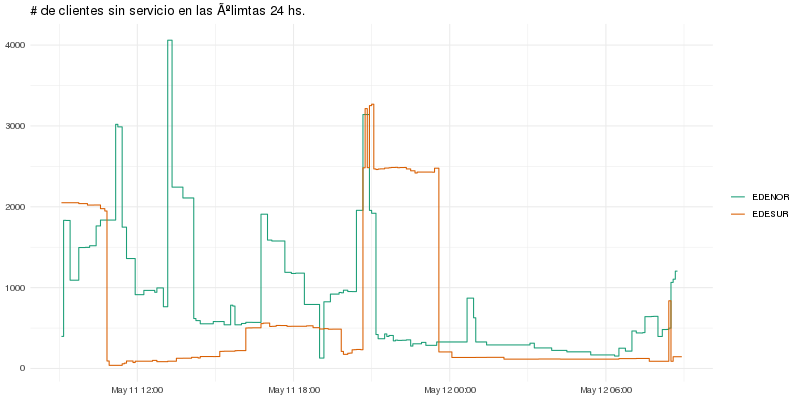 # de clientes sin servicio en las Ãºlimtas 24 hs.
4000
3000
2000
1000
0
May 11 12:00
May 11 18:00
May 12 00:00
May 12 06:00
EDENOR
EDESUR